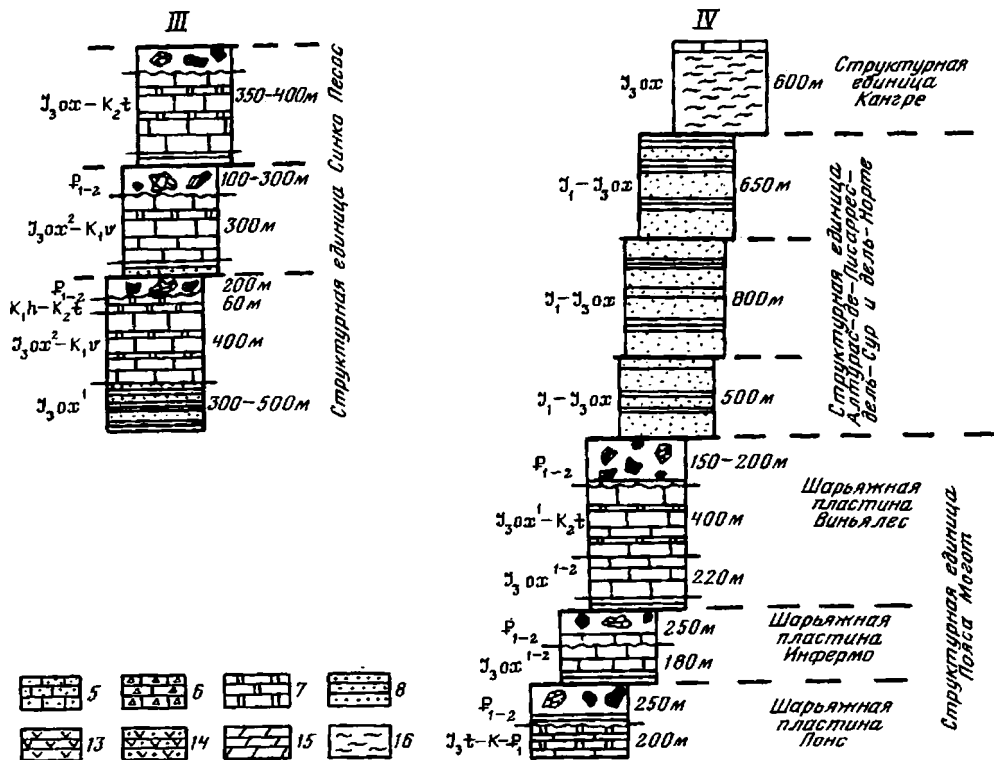 III
J₃ox–K₂t
350–400м
P₁₋₂
100–300м
J₃ox²–K₁v
300м
P₁₋₂
200м
K₁h–K₂t
60м
J₃ox²–K₁v
400м
J₃ox¹
300–500м
Структурная единица Синко Песос
IV
J₃ox
600м
Структурная
единица
Кангре
J₁–J₃ox
650м
J₁–J₃ox
800м
J₁–J₃ox
500м
Структурная единица
Алтурас-де-Писаррес-
дель-Сур и дель-Норте
P₁₋₂
150–200м
J₃ox¹–K₂t
400м
J₃ox¹⁻²
220м
Шарьяжная
пластина
Виньялес
P₁₋₂
250м
J₃ox¹⁻²
180м
Шарьяжная
пластина
Инфермо
P₁₋₂
250м
J₃t–K–P₁
200м
Шарьяжная
пластина
Понс
Структурная единица
Пояса Могот
5
6
7
8
13
14
15
16